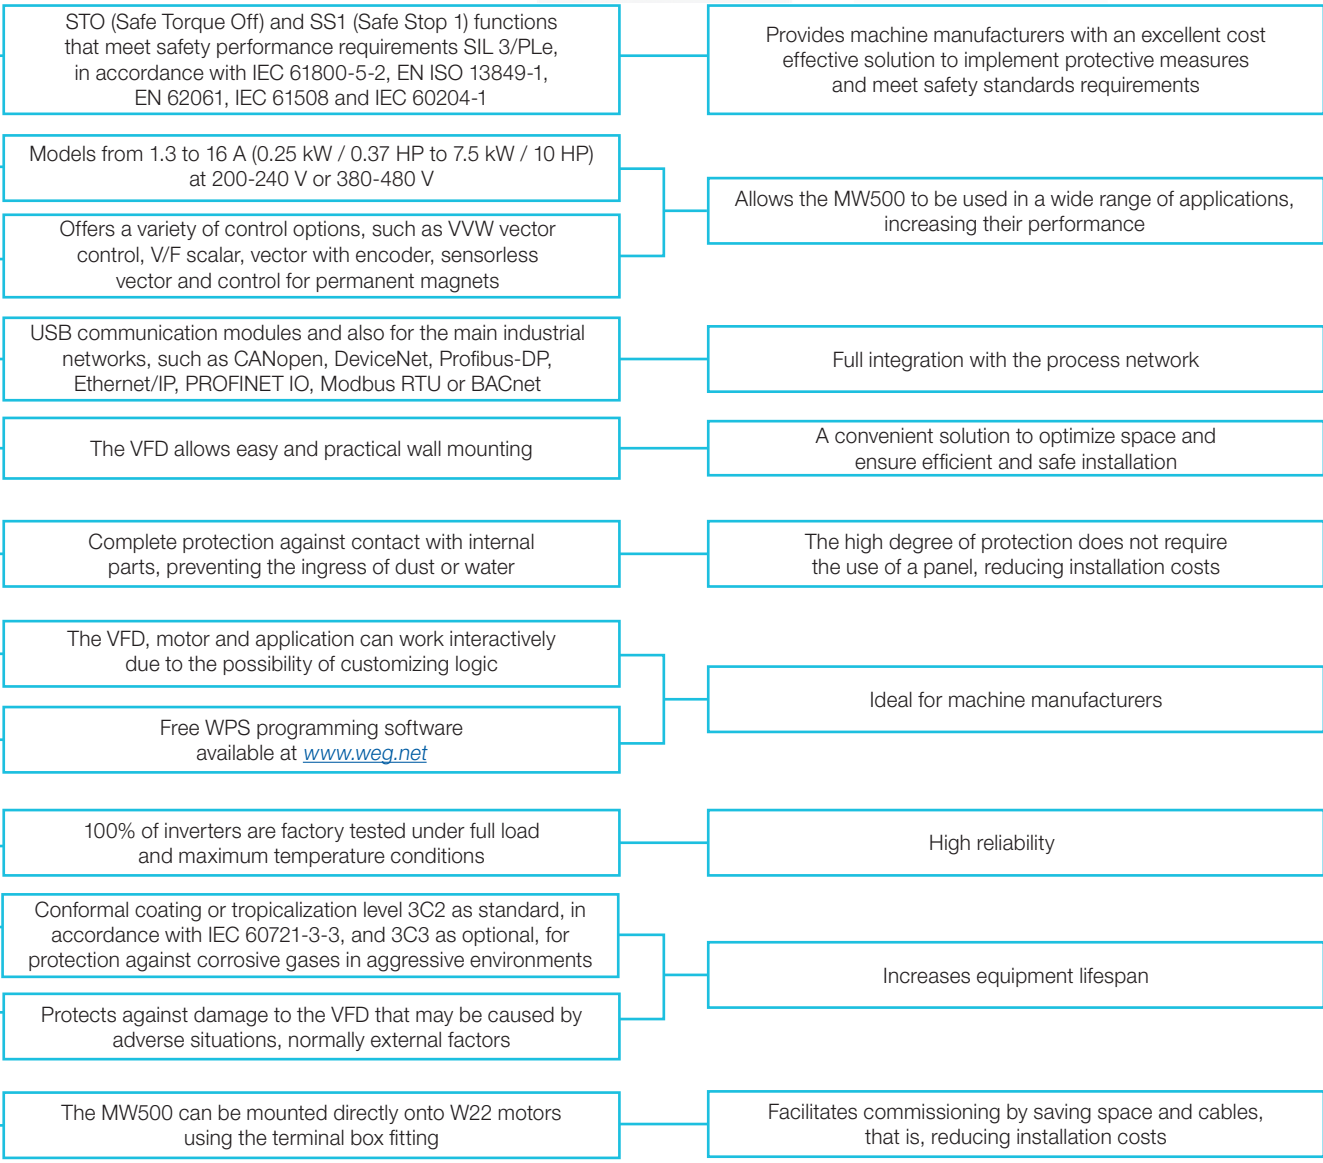 STO (Safe Torque Off) and SS1 (Safe Stop 1) functions
that meet safety performance requirements SIL 3/PLe,
in accordance with IEC 61800-5-2, EN ISO 13849-1,
EN 62061, IEC 61508 and IEC 60204-1
Provides machine manufacturers with an excellent cost
effective solution to implement protective measures
and meet safety standards requirements
Models from 1.3 to 16 A (0.25 kW / 0.37 HP to 7.5 kW / 10 HP)
at 200-240 V or 380-480 V
Offers a variety of control options, such as VVW vector
control, V/F scalar, vector with encoder, sensorless
vector and control for permanent magnets
Allows the MW500 to be used in a wide range of applications,
increasing their performance
USB communication modules and also for the main industrial
networks, such as CANopen, DeviceNet, Profibus-DP,
Ethernet/IP, PROFINET IO, Modbus RTU or BACnet
Full integration with the process network
The VFD allows easy and practical wall mounting
A convenient solution to optimize space and
ensure efficient and safe installation
Complete protection against contact with internal
parts, preventing the ingress of dust or water
The high degree of protection does not require
the use of a panel, reducing installation costs
The VFD, motor and application can work interactively
due to the possibility of customizing logic
Free WPS programming software
available at www.weg.net
Ideal for machine manufacturers
100% of inverters are factory tested under full load
and maximum temperature conditions
High reliability
Conformal coating or tropicalization level 3C2 as standard, in
accordance with IEC 60721-3-3, and 3C3 as optional, for
protection against corrosive gases in aggressive environments
Protects against damage to the VFD that may be caused by
adverse situations, normally external factors
Increases equipment lifespan
The MW500 can be mounted directly onto W22 motors
using the terminal box fitting
Facilitates commissioning by saving space and cables,
that is, reducing installation costs